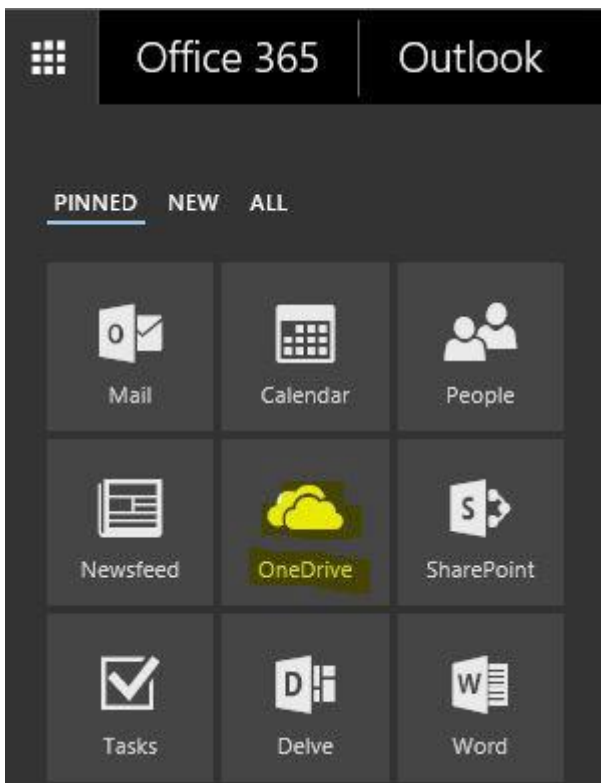 Office 365 Outlook
PINNED NEW ALL
Mail Calendar People
Newsfeed OneDrive SharePoint
Tasks Delve Word